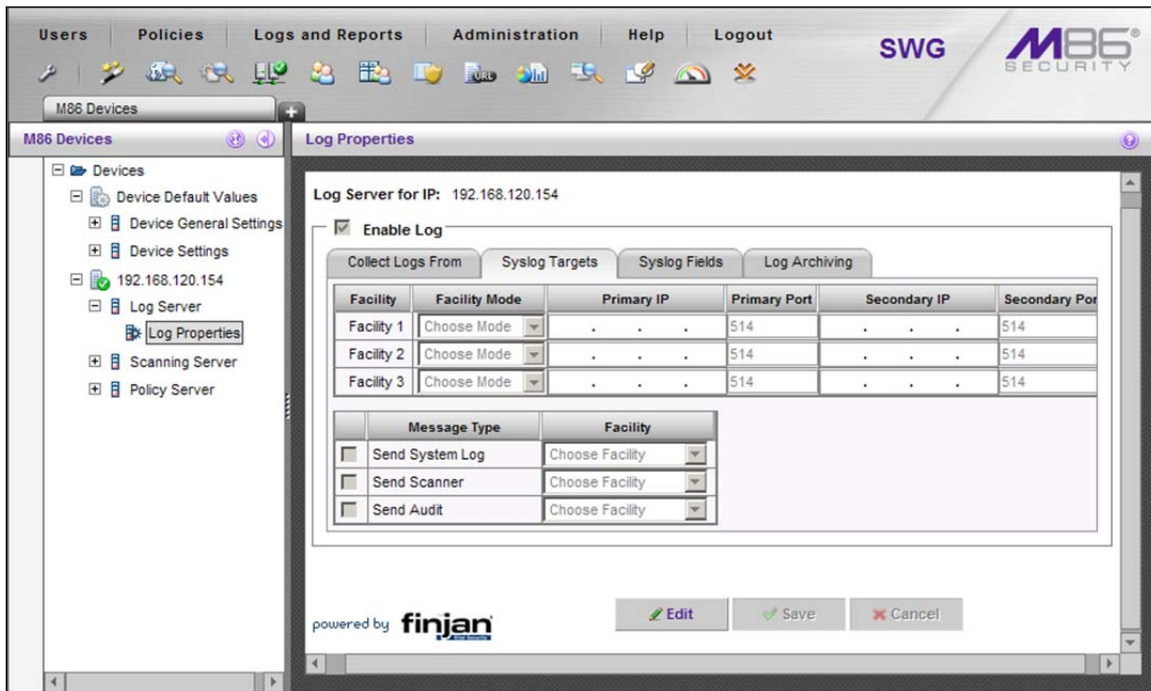 Users Policies Logs and Reports Administration Help Logout
SWG
M86®
SECURITY
URL
M86 Devices
M86 Devices
Devices
Device Default Values
Device General Settings
Device Settings
192.168.120.154
Log Server
Log Properties
Scanning Server
Policy Server
Log Properties
Log Server for IP: 192.168.120.154
Enable Log
Collect Logs From Syslog Targets Syslog Fields Log Archiving
Facility Facility Mode Primary IP Primary Port Secondary IP Secondary Por
Facility 1 Choose Mode . . . 514 . . . 514
Facility 2 Choose Mode . . . 514 . . . 514
Facility 3 Choose Mode . . . 514 . . . 514
Message Type Facility
Send System Log Choose Facility
Send Scanner Choose Facility
Send Audit Choose Facility
powered by finjan
Edit Save Cancel